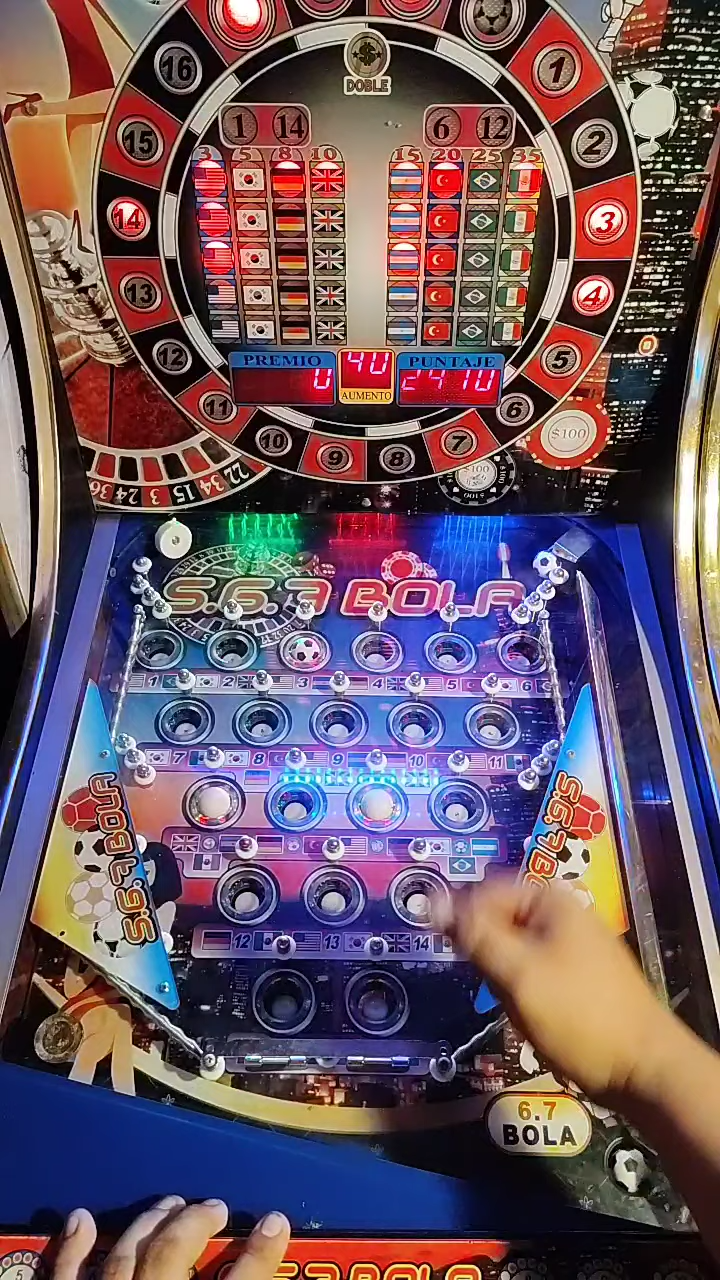 DOBLE
16
1
15
2
14
3
13
4
12
5
11
6
10
9
8
7
1 14
6 12
3 5 8 10
15 20 25 35
PREMIO
0
40
AUMENTO
PUNTAJE
2410
$100
$100
5.6.7 BOLA
1 2 3 4 5 6
7 8 9 10 11
12 13 14
5.6.7 BOLA
6.7
BOLA
5